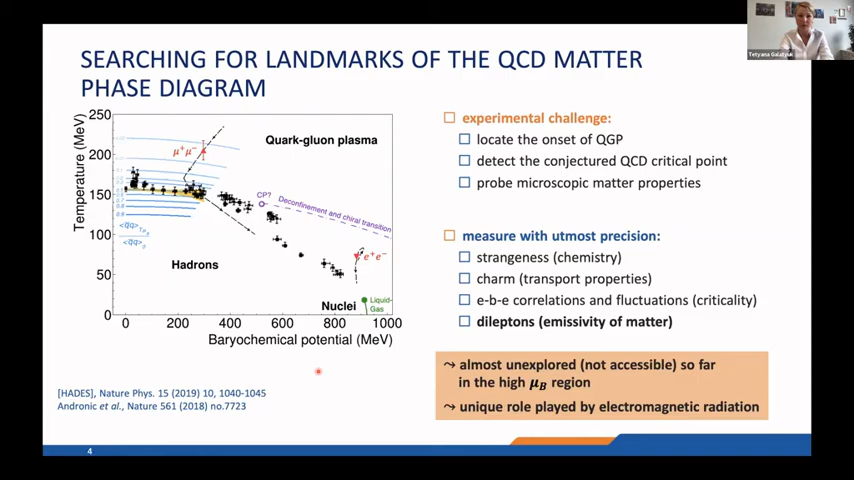 Tetyana Galatyuk
SEARCHING FOR LANDMARKS OF THE QCD MATTER
PHASE DIAGRAM
Temperature (MeV)
250
200
150
100
50
0
Quark-gluon plasma
μ⁺μ⁻
CP?
Deconfinement and chiral transition
e⁺e⁻
Hadrons
Nuclei
Liquid-
Gas
0 200 400 600 800 1000
Baryochemical potential (MeV)
[HADES], Nature Phys. 15 (2019) 10, 1040-1045
Andronic et al., Nature 561 (2018) no.7723
experimental challenge:
locate the onset of QGP
detect the conjectured QCD critical point
probe microscopic matter properties
measure with utmost precision:
strangeness (chemistry)
charm (transport properties)
e-b-e correlations and fluctuations (criticality)
dileptons (emissivity of matter)
⤳ almost unexplored (not accessible) so far
in the high μ_B region
⤳ unique role played by electromagnetic radiation
4